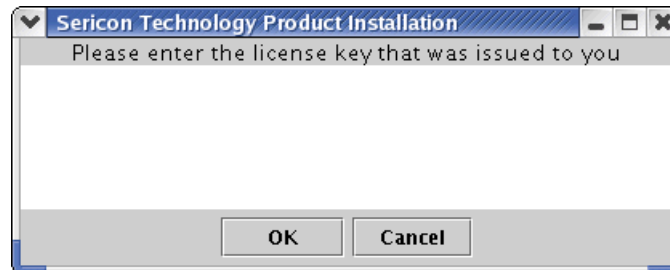 Sericon Technology Product Installation
Please enter the license key that was issued to you
OK Cancel